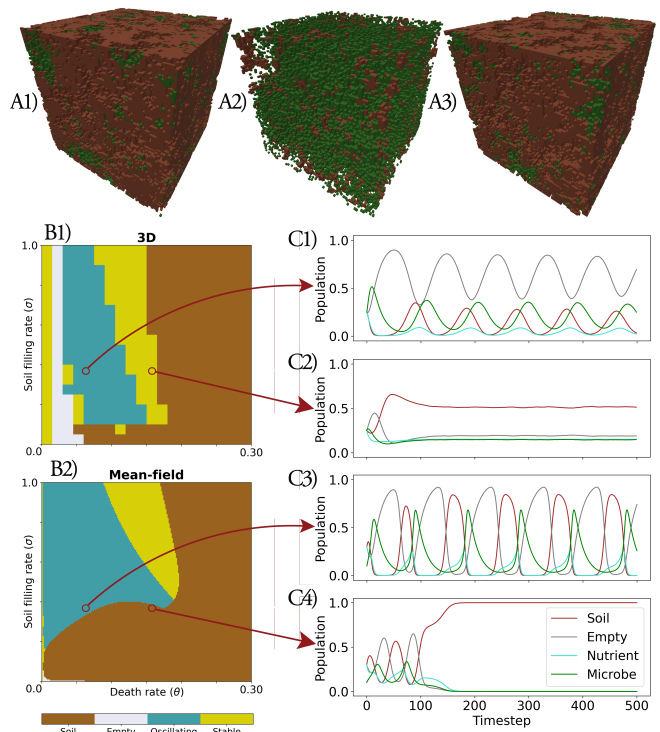 A1)
A2)
A3)
B1)
3D
1.0
Soil filling rate (σ)
0.0
0.30
B2)
Mean-field
1.0
Soil filling rate (σ)
0.0
Death rate (θ)
0.30
Soil
Empty
Oscillating
Stable
C1)
1.0
0.5
0.0
Population
C2)
1.0
0.5
0.0
Population
C3)
1.0
0.5
0.0
Population
C4)
1.0
0.5
0.0
Population
Soil
Empty
Nutrient
Microbe
0
100
200
300
400
500
Timestep